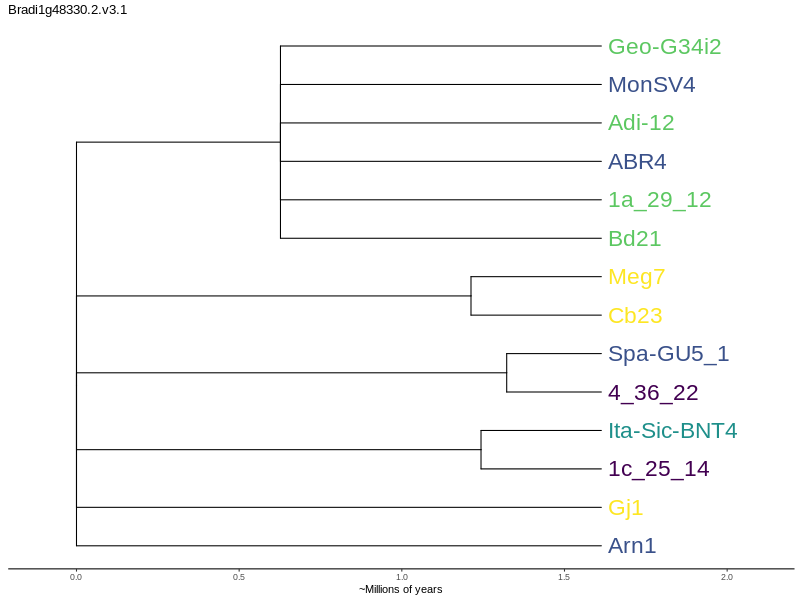 Bradi1g48330.2.v3.1
Geo-G34i2
MonSV4
Adi-12
ABR4
1a_29_12
Bd21
Meg7
Cb23
Spa-GU5_1
4_36_22
Ita-Sic-BNT4
1c_25_14
Gj1
Arn1
0.0 0.5 1.0 1.5 2.0
~Millions of years